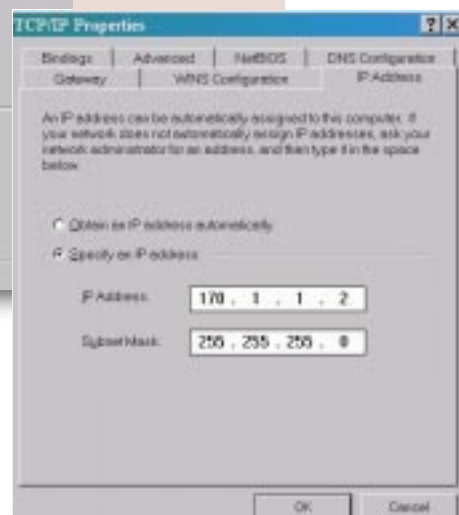 TCP/IP Properties
Bindings Advanced NetBIOS DNS Configuration
Gateway WINS Configuration IP Address
An IP address can be automatically assigned to this computer. If
your network does not automatically assign IP addresses, ask your
network administrator for an address, and then type it in the space
below.
Obtain an IP address automatically
Specify an IP address:
IP Address: 170 . 1 . 1 . 2
Subnet Mask: 255 . 255 . 255 . 0
OK Cancel